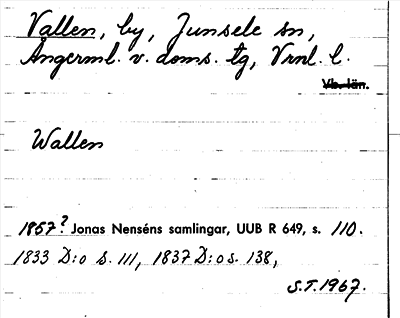 Vallen, by, Junsele sn,
Ångerml. v. doms. tg, Vrnl. l.
Vb. län.
Wallen
1857? Jonas Nenséns samlingar, UUB R 649, s. 110.
1833 D:o s. 111, 1837 D:o s. 138,
S.T. 1967.